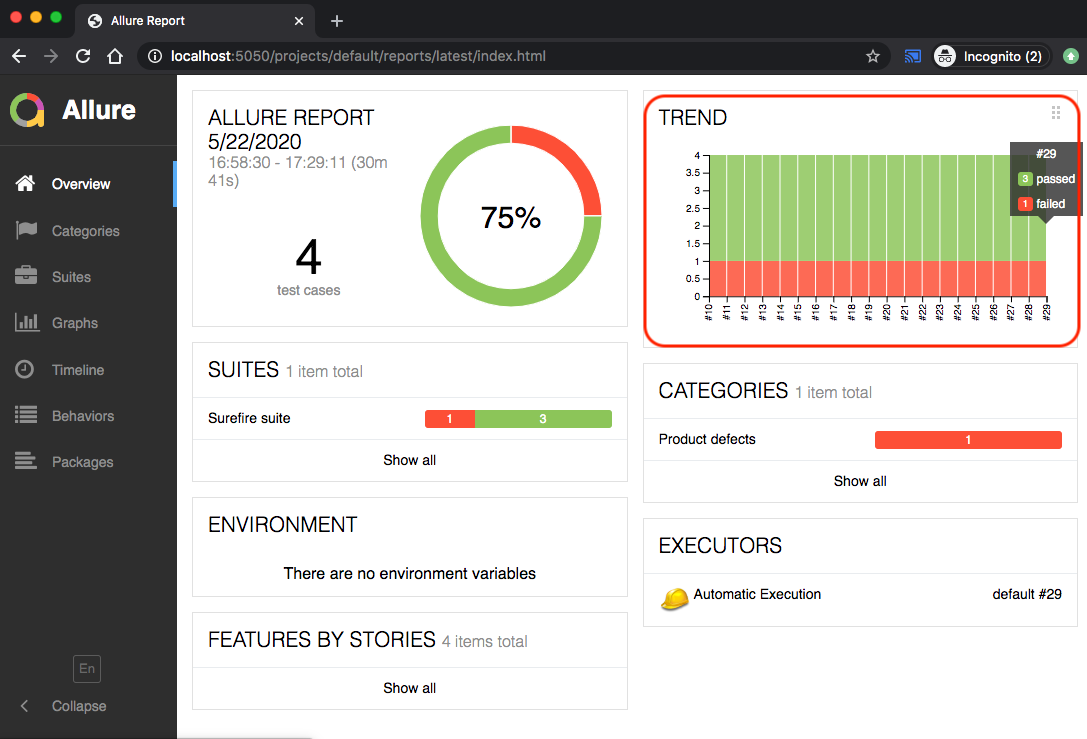 Allure Report
localhost:5050/projects/default/reports/latest/index.html
Incognito (2)
Allure
Overview
Categories
Suites
Graphs
Timeline
Behaviors
Packages
En
Collapse
ALLURE REPORT
5/22/2020
16:58:30 - 17:29:11 (30m
41s)
4
test cases
75%
SUITES 1 item total
Surefire suite 1 3
Show all
ENVIRONMENT
There are no environment variables
FEATURES BY STORIES 4 items total
Show all
TREND
#29
3 passed
1 failed
4
3.5
3
2.5
2
1.5
1
0.5
0
#10 #11 #12 #13 #14 #15 #16 #17 #18 #19 #20 #21 #22 #23 #24 #25 #26 #27 #28 #29
CATEGORIES 1 item total
Product defects 1
Show all
EXECUTORS
Automatic Execution default #29